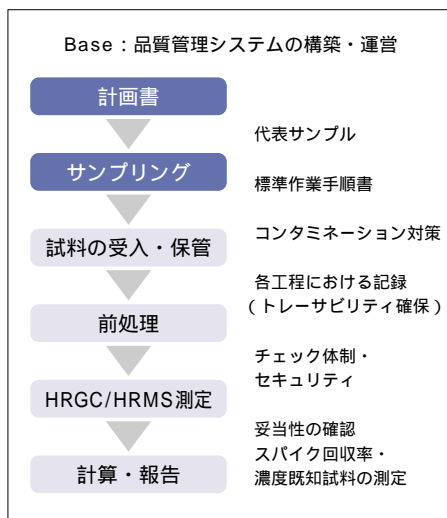 Base：品質管理システムの構築・運営
計画書
代表サンプル
サンプリング
標準作業手順書
コンタミネーション対策
試料の受入・保管
各工程における記録
（トレーサビリティ確保）
前処理
チェック体制・
セキュリティ
HRGC/HRMS測定
妥当性の確認
スパイク回収率・
計算・報告
濃度既知試料の測定